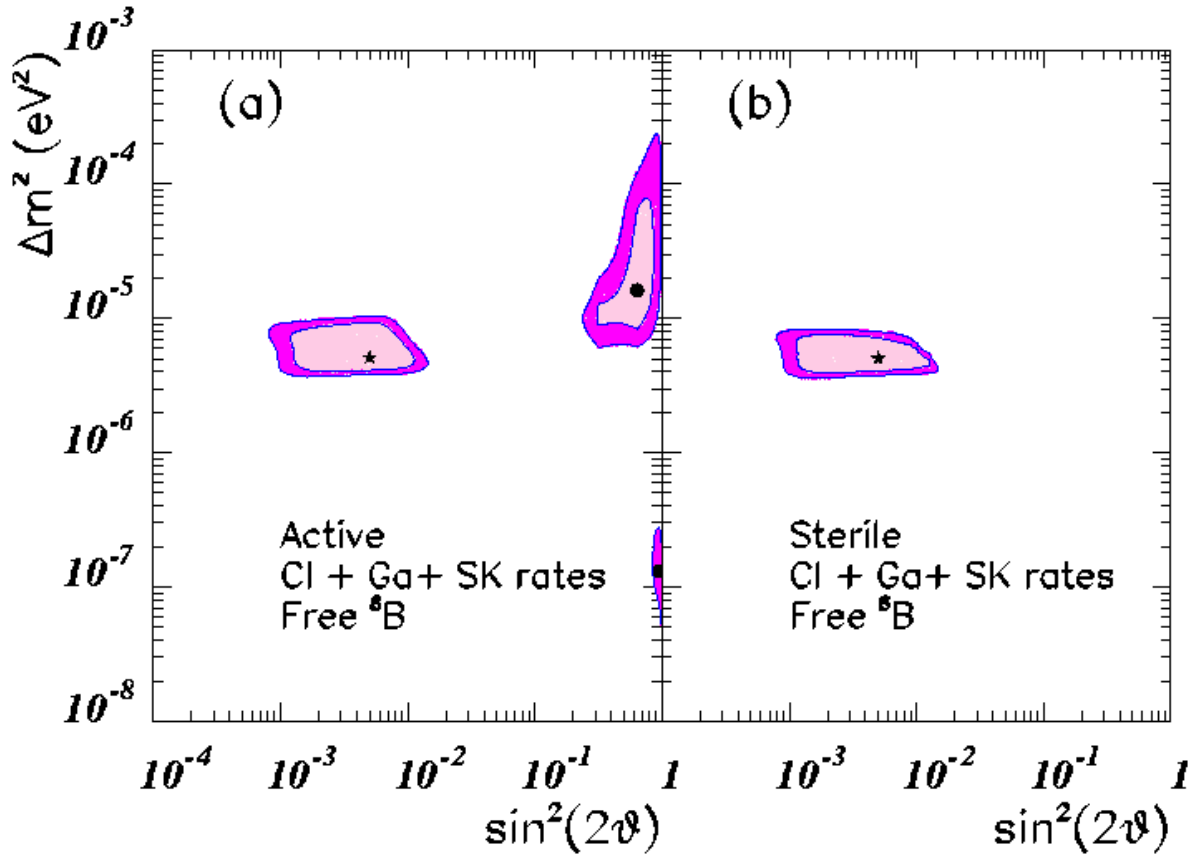 Δm² (eV²)
10⁻³
10⁻⁴
10⁻⁵
10⁻⁶
10⁻⁷
10⁻⁸
(a)
Active
Cl + Ga+ SK rates
Free ⁸B
10⁻⁴ 10⁻³ 10⁻² 10⁻¹ 1
sin²(2ϑ)
(b)
Sterile
Cl + Ga+ SK rates
Free ⁸B
10⁻³ 10⁻² 10⁻¹ 1
sin²(2ϑ)